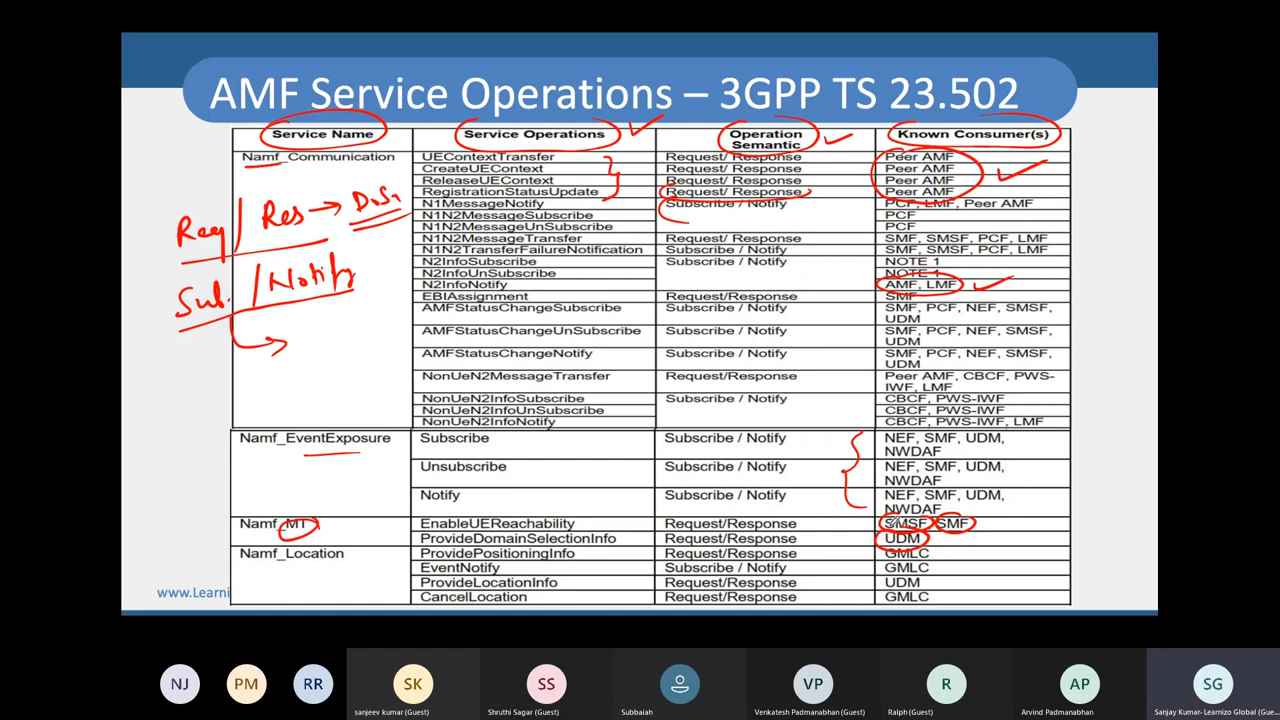 AMF Service Operations – 3GPP TS 23.502
Service Name Service Operations Operation Semantic Known Consumer(s)
Namf_Communication UEContextTransfer Request/ Response Peer AMF
CreateUEContext Request/ Response Peer AMF
ReleaseUEContext Request/ Response Peer AMF
RegistrationStatusUpdate Request/ Response Peer AMF
N1MessageNotify Subscribe / Notify PCF, LMF, Peer AMF
N1N2MessageSubscribe PCF
N1N2MessageUnSubscribe PCF
N1N2MessageTransfer Request/ Response SMF, SMSF, PCF, LMF
N1N2TransferFailureNotification Subscribe / Notify SMF, SMSF, PCF, LMF
N2InfoSubscribe Subscribe / Notify NOTE 1
N2InfoUnSubscribe NOTE 1
N2InfoNotify AMF, LMF
EBIAssignment Request/Response SMF
AMFStatusChangeSubscribe Subscribe / Notify SMF, PCF, NEF, SMSF,
UDM
AMFStatusChangeUnSubscribe Subscribe / Notify SMF, PCF, NEF, SMSF,
UDM
AMFStatusChangeNotify Subscribe / Notify SMF, PCF, NEF, SMSF,
UDM
NonUeN2MessageTransfer Request/Response Peer AMF, CBCF, PWS-
IWF, LMF
NonUeN2InfoSubscribe Subscribe / Notify CBCF, PWS-IWF
NonUeN2InfoUnSubscribe CBCF, PWS-IWF
NonUeN2InfoNotify CBCF, PWS-IWF, LMF
Namf_EventExposure Subscribe Subscribe / Notify NEF, SMF, UDM,
NWDAF
Unsubscribe Subscribe / Notify NEF, SMF, UDM,
NWDAF
Notify Subscribe / Notify NEF, SMF, UDM,
NWDAF
Namf_MT EnableUEReachability Request/Response SMSF, SMF
ProvideDomainSelectionInfo Request/Response UDM
Namf_Location ProvidePositioningInfo Request/Response GMLC
EventNotify Subscribe / Notify GMLC
ProvideLocationInfo Request/Response UDM
CancelLocation Request/Response GMLC
Req / Res →
Sub. / Notify
www.Learni
NJ PM RR SK SS VP R AP SG
sanjeev kumar (Guest) Shruthi Sagar (Guest) Subbaiah Venkatesh Padmanabhan (Guest) Ralph (Guest) Arvind Padmanabhan Sanjay Kumar- Learnizo Global (Gue...